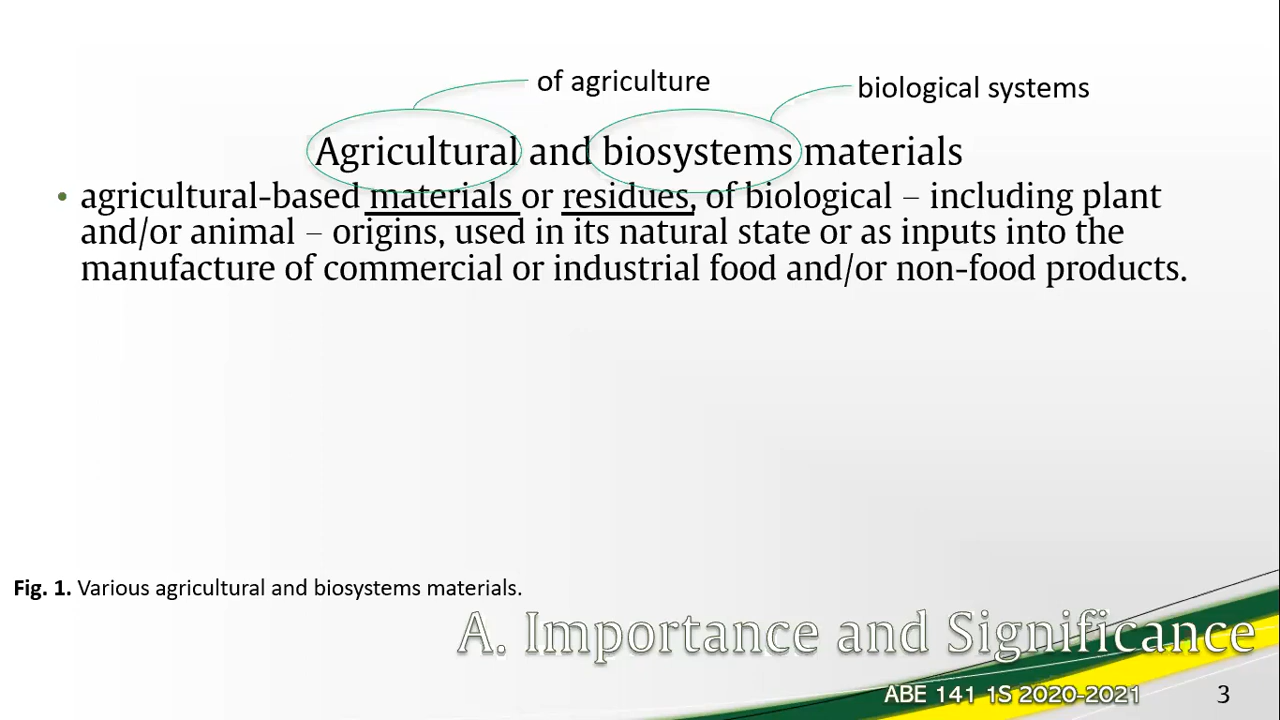 of agriculture
biological systems
Agricultural and biosystems materials
• agricultural-based materials or residues, of biological – including plant
and/or animal – origins, used in its natural state or as inputs into the
manufacture of commercial or industrial food and/or non-food products.
Fig. 1. Various agricultural and biosystems materials.
A. Importance and Significance
ABE 141 1S 2020-2021
3